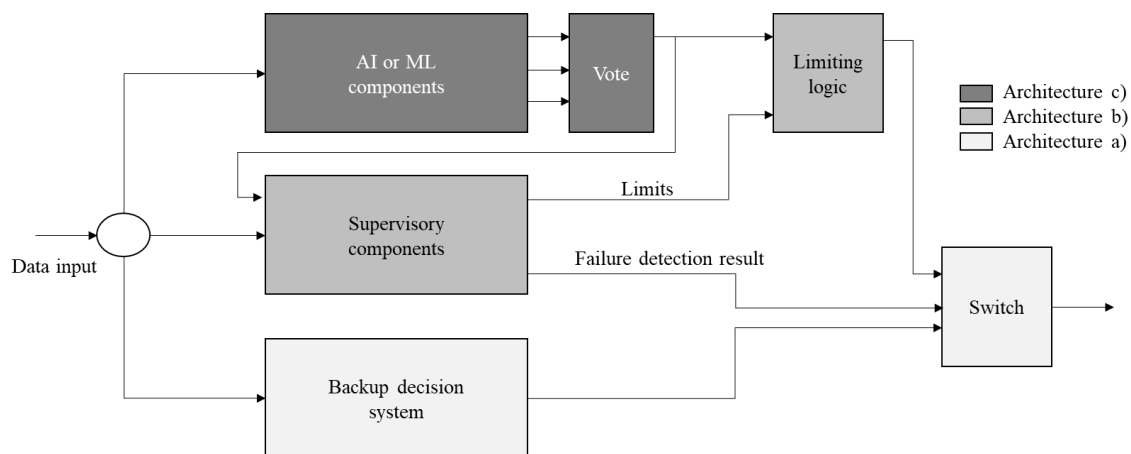 AI or ML
components
Vote
Limiting
logic
Architecture c)
Architecture b)
Architecture a)
Limits
Supervisory
components
Data input
Failure detection result
Switch
Backup decision
system